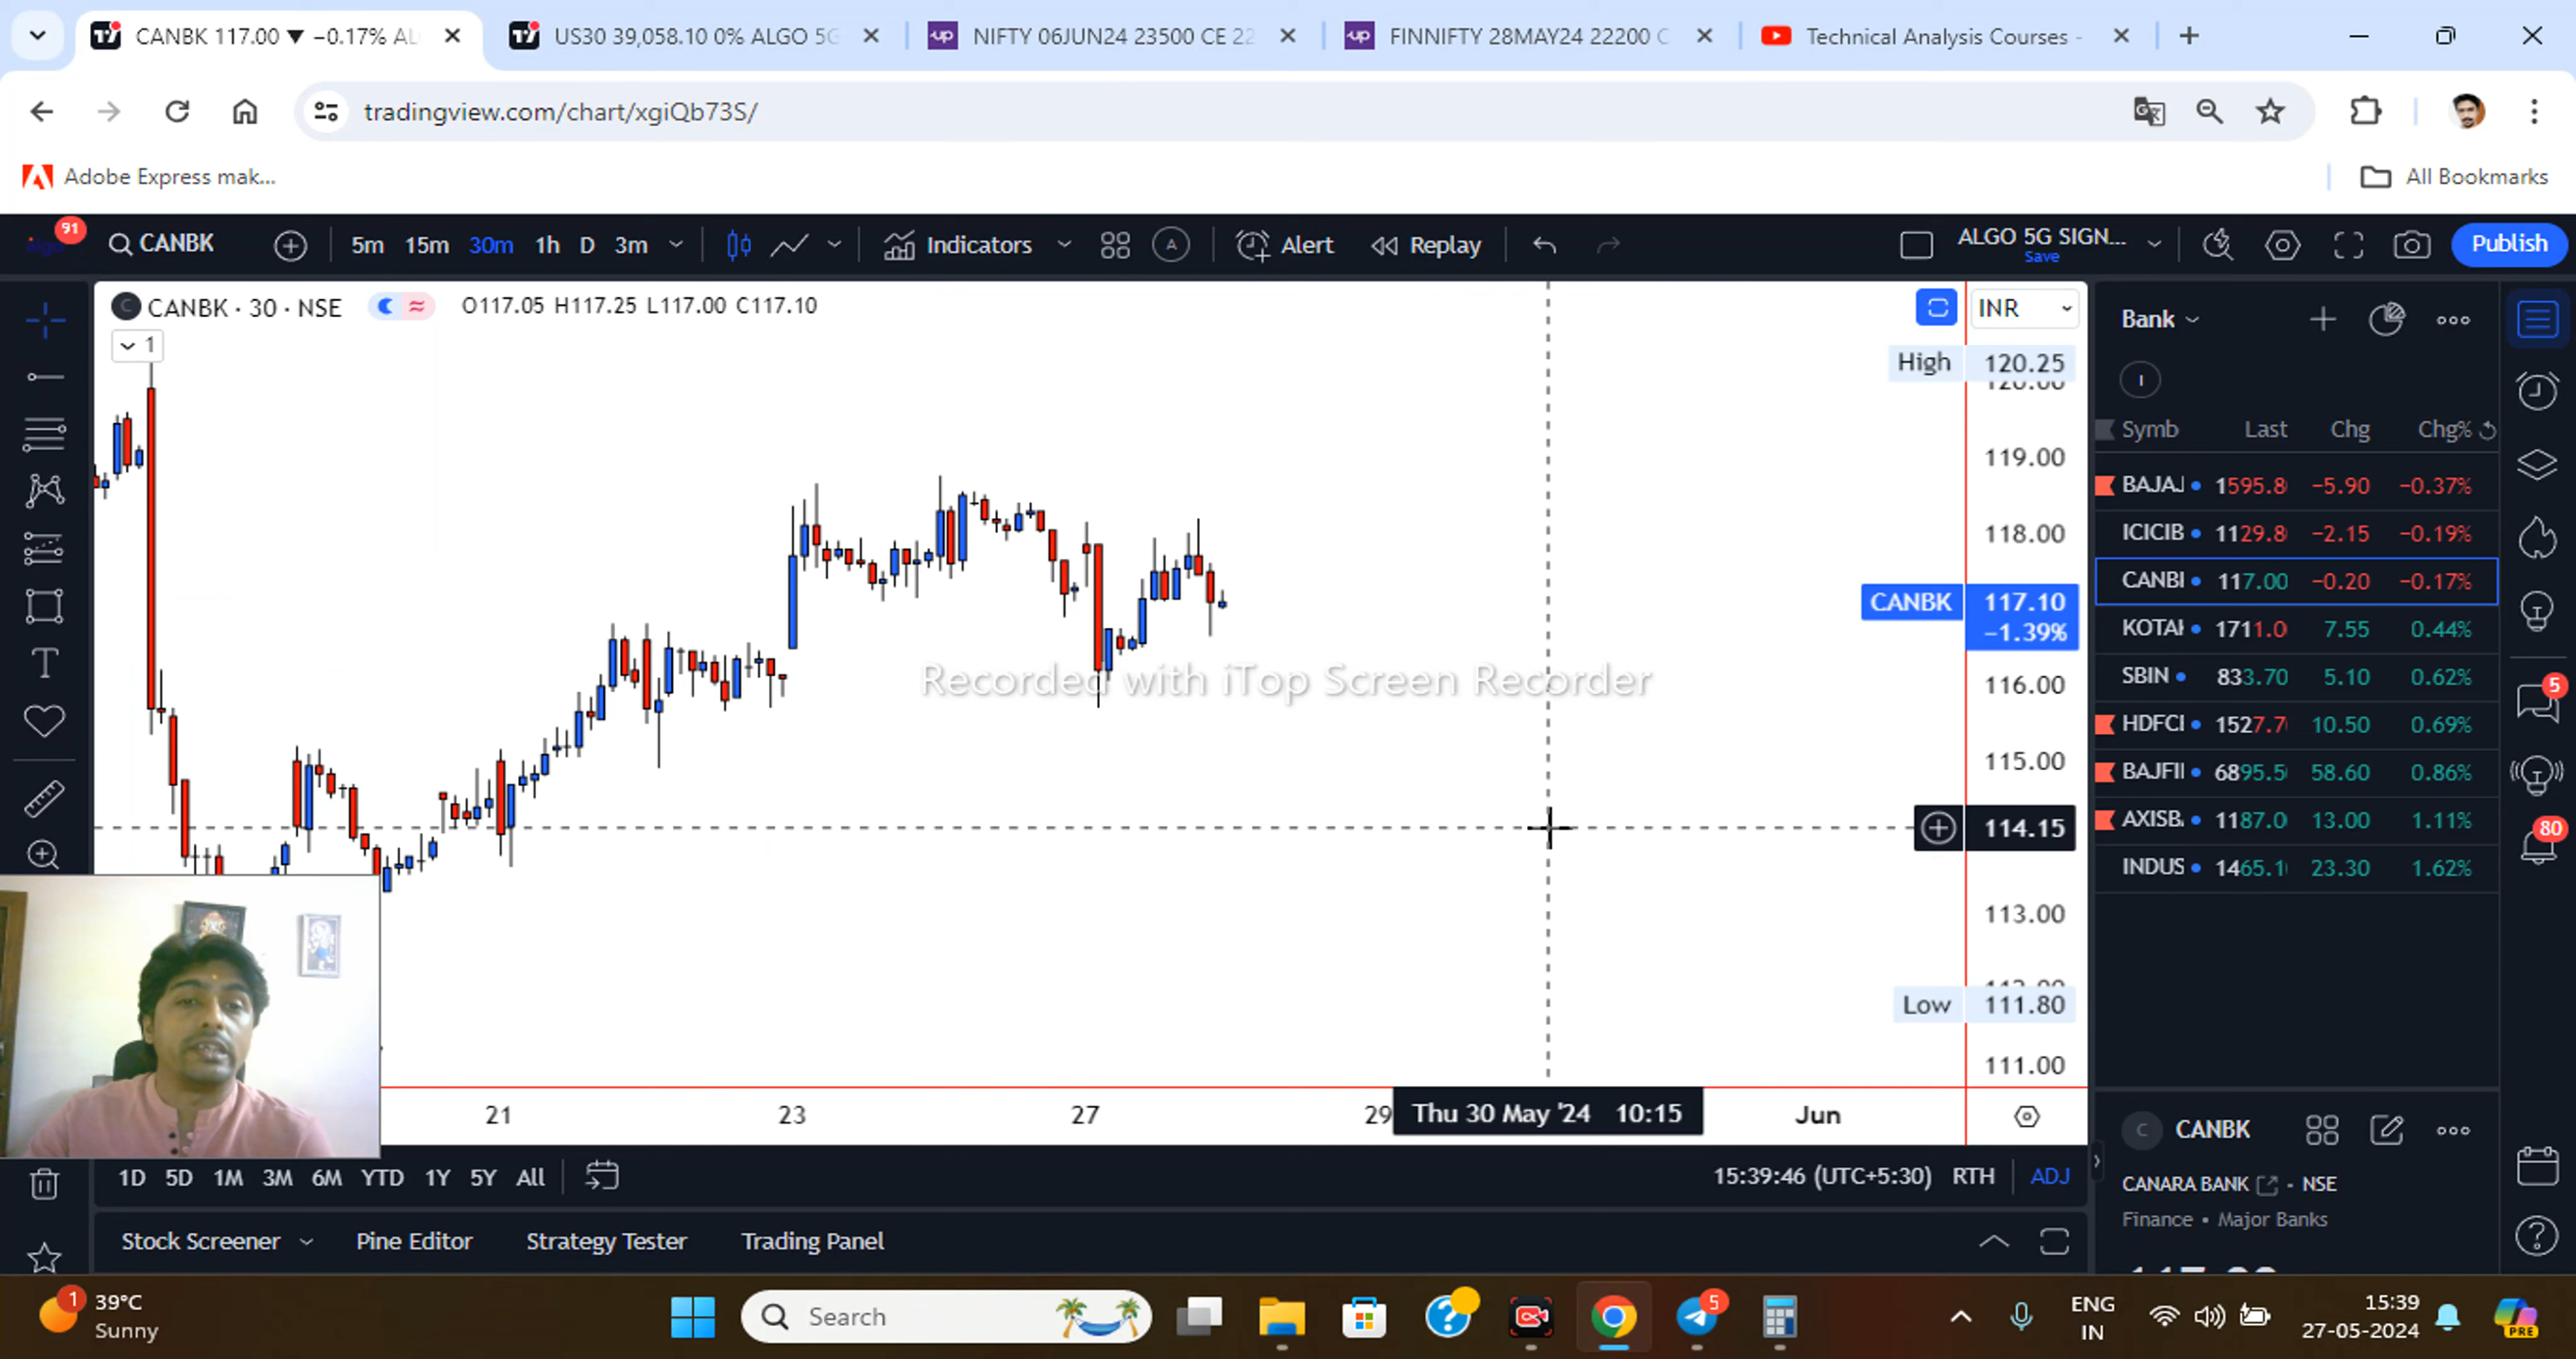 CANBK 117.00 ▼ −0.17% AL
US30 39,058.10 0% ALGO 5G
NIFTY 06JUN24 23500 CE 22
FINNIFTY 28MAY24 22200 C
Technical Analysis Courses -
tradingview.com/chart/xgiQb73S/
Adobe Express mak...
All Bookmarks
91
CANBK
5m 15m 30m 1h D 3m
Indicators
A
Alert
Replay
ALGO 5G SIGN...
Save
Publish
C CANBK · 30 · NSE
O117.05 H117.25 L117.00 C117.10
1
INR
High 120.25
120.00
119.00
118.00
CANBK 117.10
−1.39%
116.00
115.00
114.15
113.00
Low 111.80
111.00
Recorded with iTop Screen Recorder
21 23 27 29 Thu 30 May '24 10:15 Jun
1D 5D 1M 3M 6M YTD 1Y 5Y All
15:39:46 (UTC+5:30) RTH ADJ
Stock Screener Pine Editor Strategy Tester Trading Panel
Bank
I
Symb Last Chg Chg%
BAJAJ 1595.8 −5.90 −0.37%
ICICIB 1129.8 −2.15 −0.19%
CANBI 117.00 −0.20 −0.17%
KOTAI 1711.0 7.55 0.44%
SBIN 833.70 5.10 0.62%
HDFCI 1527.7 10.50 0.69%
BAJFII 6895.5 58.60 0.86%
AXISB 1187.0 13.00 1.11%
INDUS 1465.1 23.30 1.62%
5
80
C CANBK
CANARA BANK - NSE
Finance • Major Banks
1
39°C
Sunny
Search
5
ENG
IN
15:39
27-05-2024
PRE